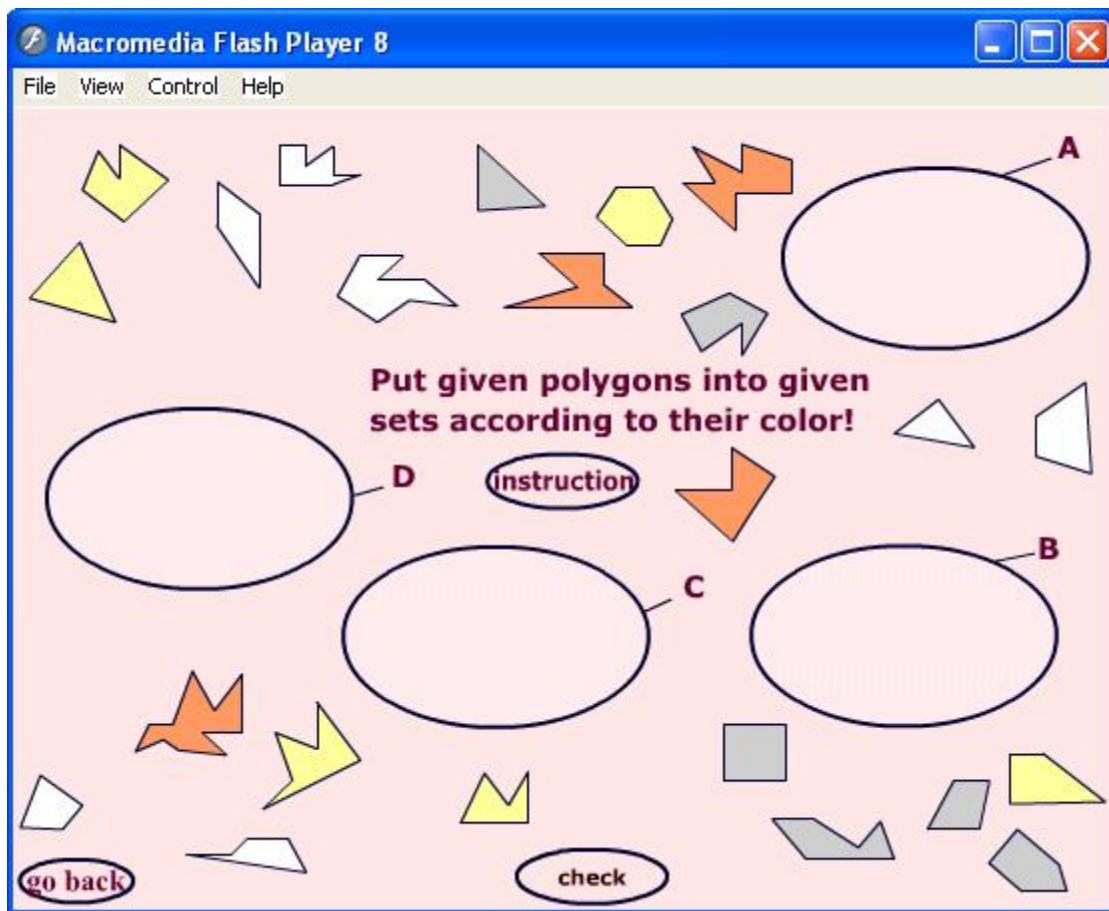 Macromedia Flash Player 8
File View Control Help
A
Put given polygons into given
sets according to their color!
D
instruction
B
C
go back
check